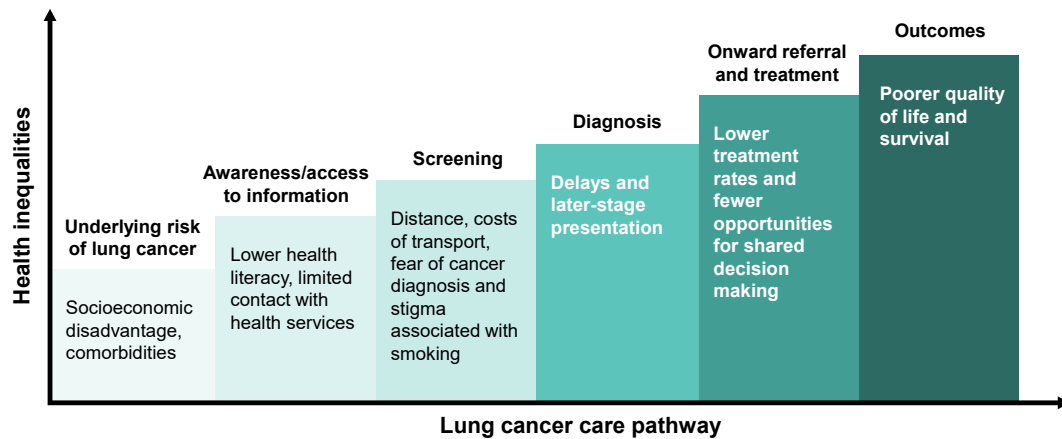 Health inequalities
Underlying risk
of lung cancer
Socioeconomic
disadvantage,
comorbidities
Awareness/access
to information
Lower health
literacy, limited
contact with
health services
Screening
Distance, costs
of transport,
fear of cancer
diagnosis and
stigma
associated with
smoking
Diagnosis
Delays and
later-stage
presentation
Onward referral
and treatment
Lower
treatment
rates and
fewer
opportunities
for shared
decision
making
Outcomes
Poorer quality
of life and
survival
Lung cancer care pathway